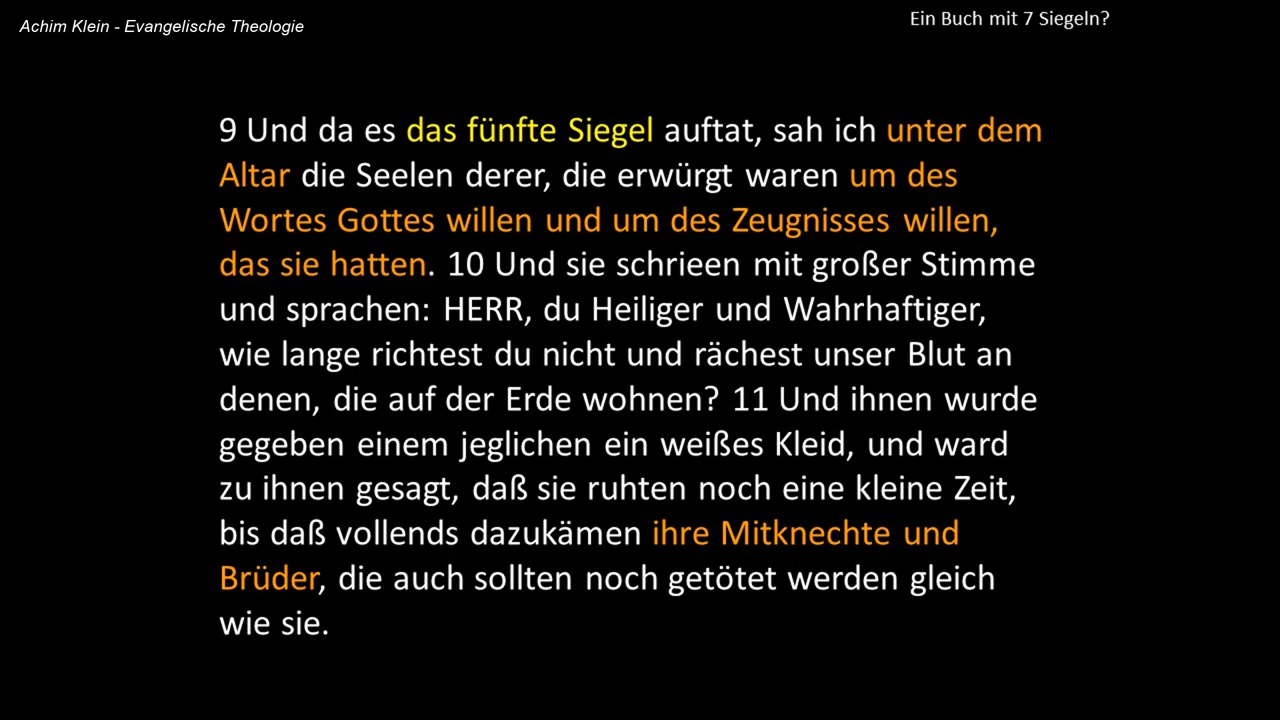 Achim Klein - Evangelische Theologie
Ein Buch mit 7 Siegeln?
9 Und da es das fünfte Siegel auftat, sah ich unter dem
Altar die Seelen derer, die erwürgt waren um des
Wortes Gottes willen und um des Zeugnisses willen,
das sie hatten. 10 Und sie schrieen mit großer Stimme
und sprachen: HERR, du Heiliger und Wahrhaftiger,
wie lange richtest du nicht und rächest unser Blut an
denen, die auf der Erde wohnen? 11 Und ihnen wurde
gegeben einem jeglichen ein weißes Kleid, und ward
zu ihnen gesagt, daß sie ruhten noch eine kleine Zeit,
bis daß vollends dazukämen ihre Mitknechte und
Brüder, die auch sollten noch getötet werden gleich
wie sie.